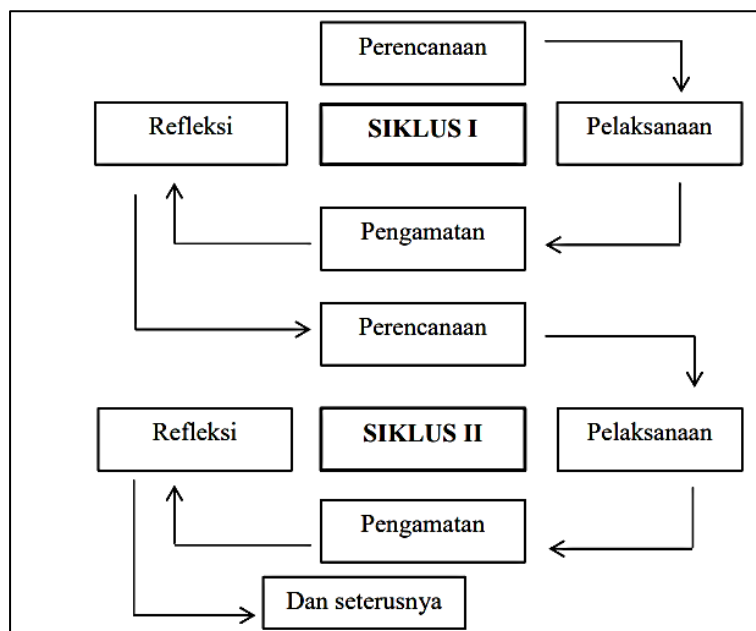 Perencanaan
Refleksi
SIKLUS I
Pelaksanaan
Pengamatan
Perencanaan
Refleksi
SIKLUS II
Pelaksanaan
Pengamatan
Dan seterusnya